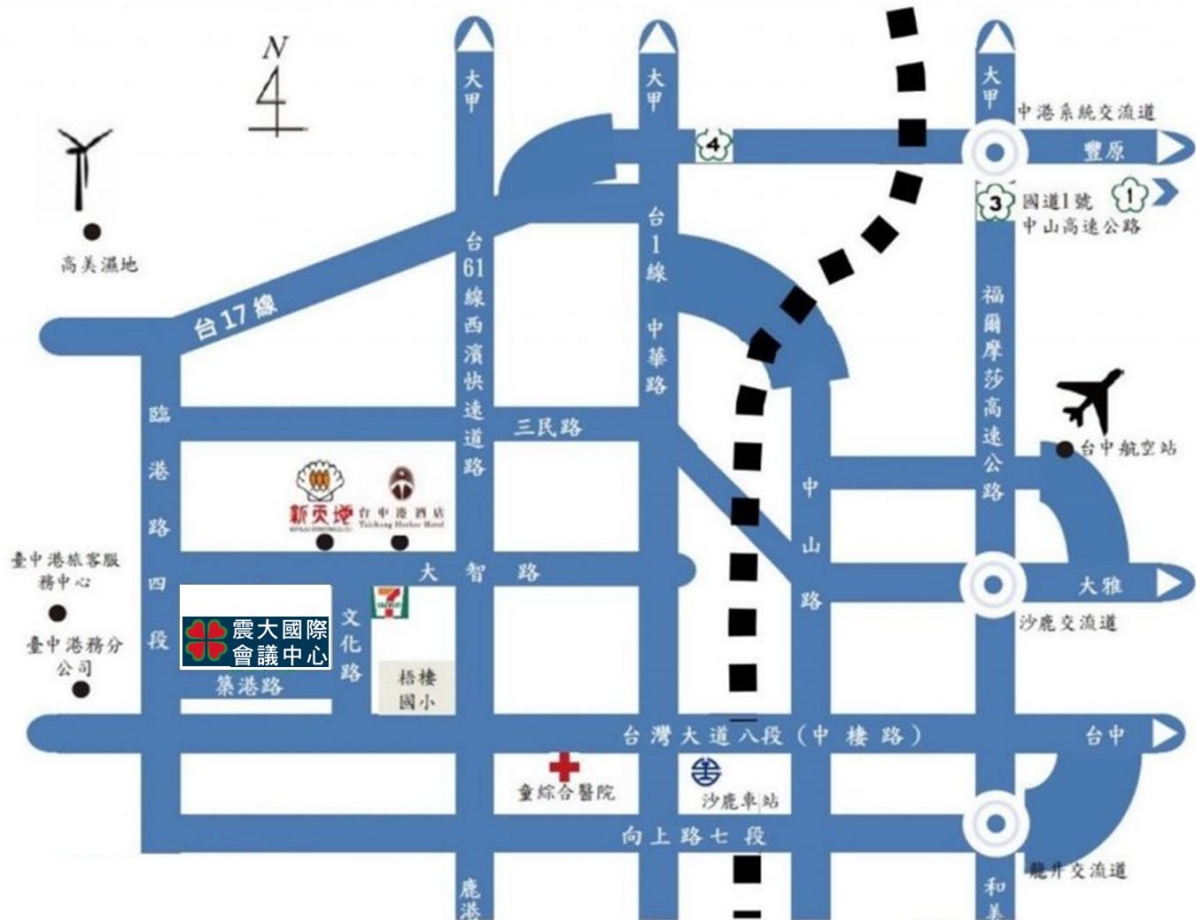 N
大甲
大甲
大甲
中港系統交流道
4
豐原
3
國道1號
中山高速公路
1
高美濕地
台17線
台61線西濱快速道路
台1線 中華路
福爾摩莎高速公路
臨港路四段
三民路
台中航空站
新天地
台中港酒店
Taichung Harbor Hotel
中山路
大智路
臺中港旅客服
務中心
大雅
沙鹿交流道
7
ELEVEN
文化路
震大國際
會議中心
臺中港務分
公司
築港路
梧棲
國小
台灣大道八段(中棲路)
台中
童綜合醫院
沙鹿車站
向上路七段
龍井交流道
鹿港
和美